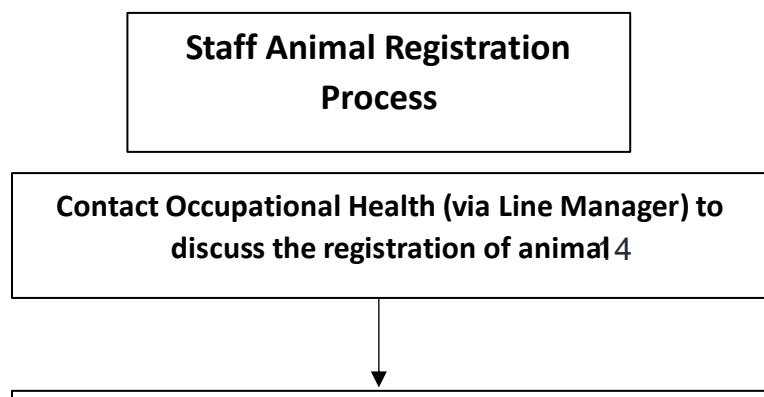 Staff Animal Registration
Process
Contact Occupational Health (via Line Manager) to
discuss the registration of animal14